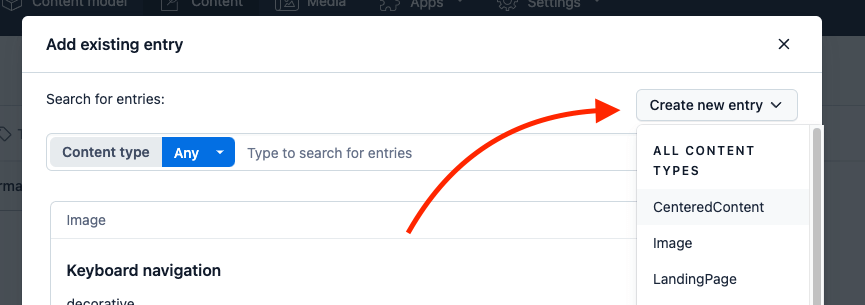 Content model
Content
Media
Apps
Settings
Add existing entry
Search for entries:
Create new entry
Content type Any Type to search for entries
ALL CONTENT
TYPES
CenteredContent
Image
LandingPage
Image
Keyboard navigation
decorative